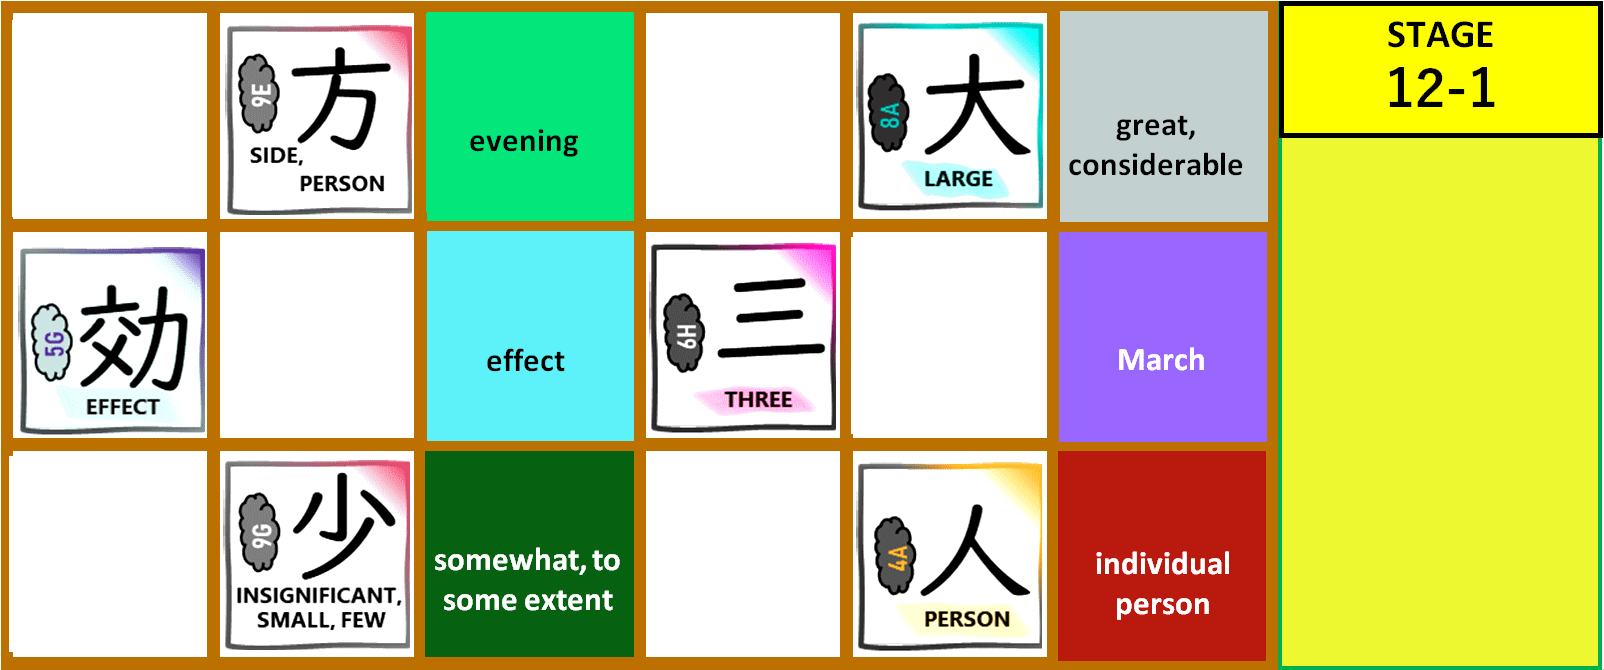 9E
方
SIDE,
PERSON
evening
8A
大
LARGE
great,
considerable
STAGE
12-1
5G
効
EFFECT
effect
6H
三
THREE
March
9G
少
INSIGNIFICANT,
SMALL, FEW
somewhat, to
some extent
4A
人
PERSON
individual
person